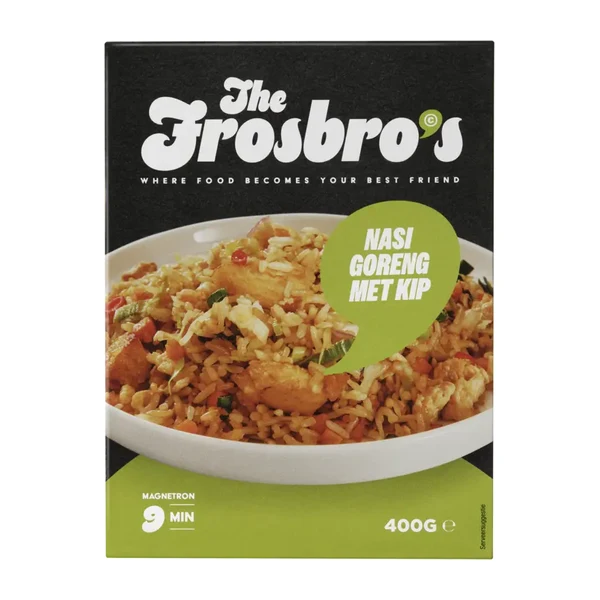 The
Frosbro's
©
WHERE FOOD BECOMES YOUR BEST FRIEND
NASI
GORENG
MET KIP
MAGNETRON
9 MIN
400G ℮
Serveersuggestie